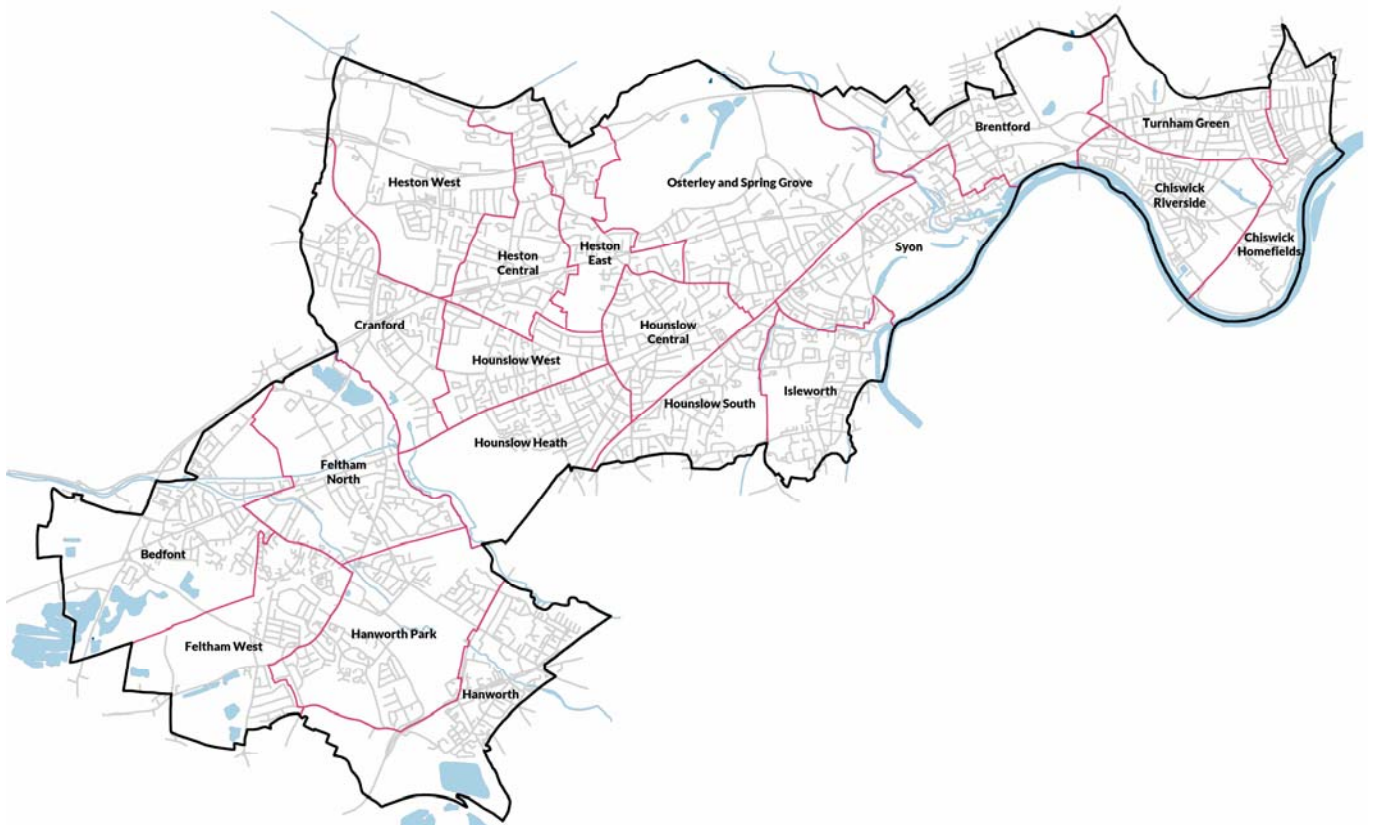 Brentford
Turnham Green
Heston West
Osterley and Spring Grove
Chiswick
Riverside
Heston
East
Heston
Central
Syon
Chiswick
Homefields
Cranford
Hounslow
Central
Hounslow West
Isleworth
Hounslow South
Hounslow Heath
Feltham
North
Bedfont
Hanworth Park
Feltham West
Hanworth